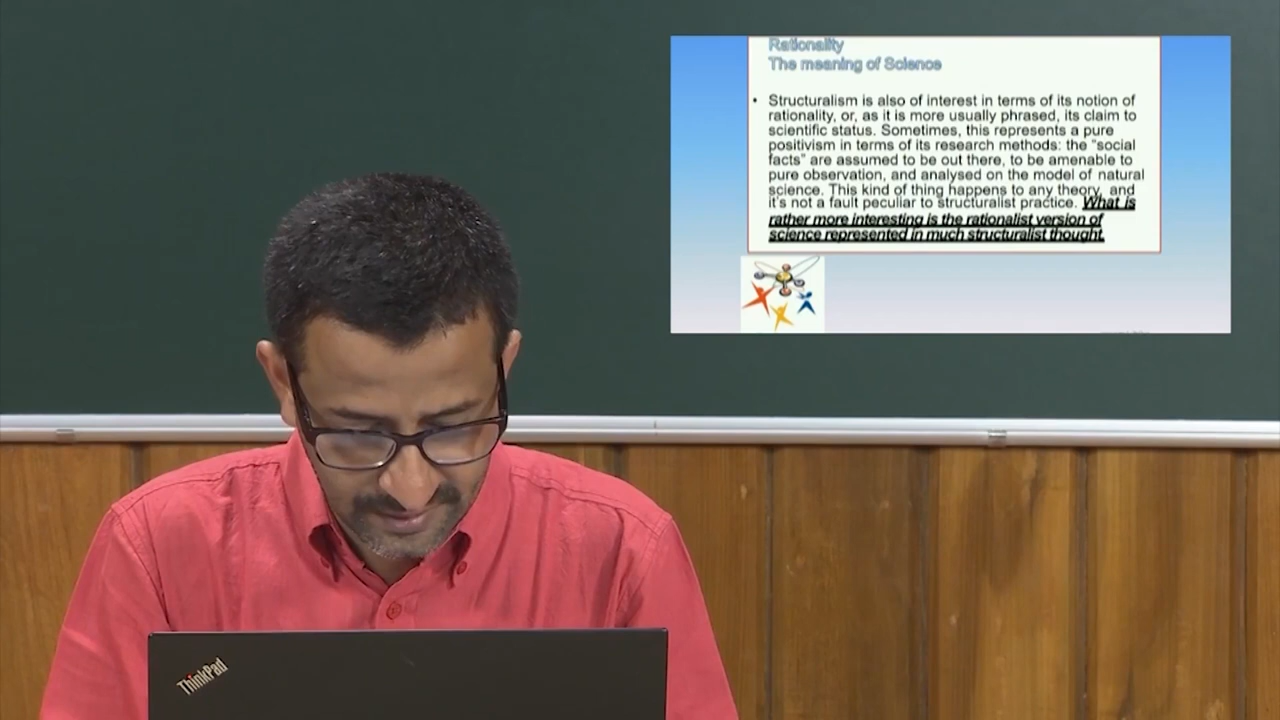 Rationality
The meaning of Science
• Structuralism is also of interest in terms of its notion of
rationality, or, as it is more usually phrased, its claim to
scientific status. Sometimes, this represents a pure
positivism in terms of its research methods: the "social
facts" are assumed to be out there, to be amenable to
pure observation, and analysed on the model of natural
science. This kind of thing happens to any theory, and
it's not a fault peculiar to structuralist practice. What is
rather more interesting is the rationalist version of
science represented in much structuralist thought.
ThinkPad